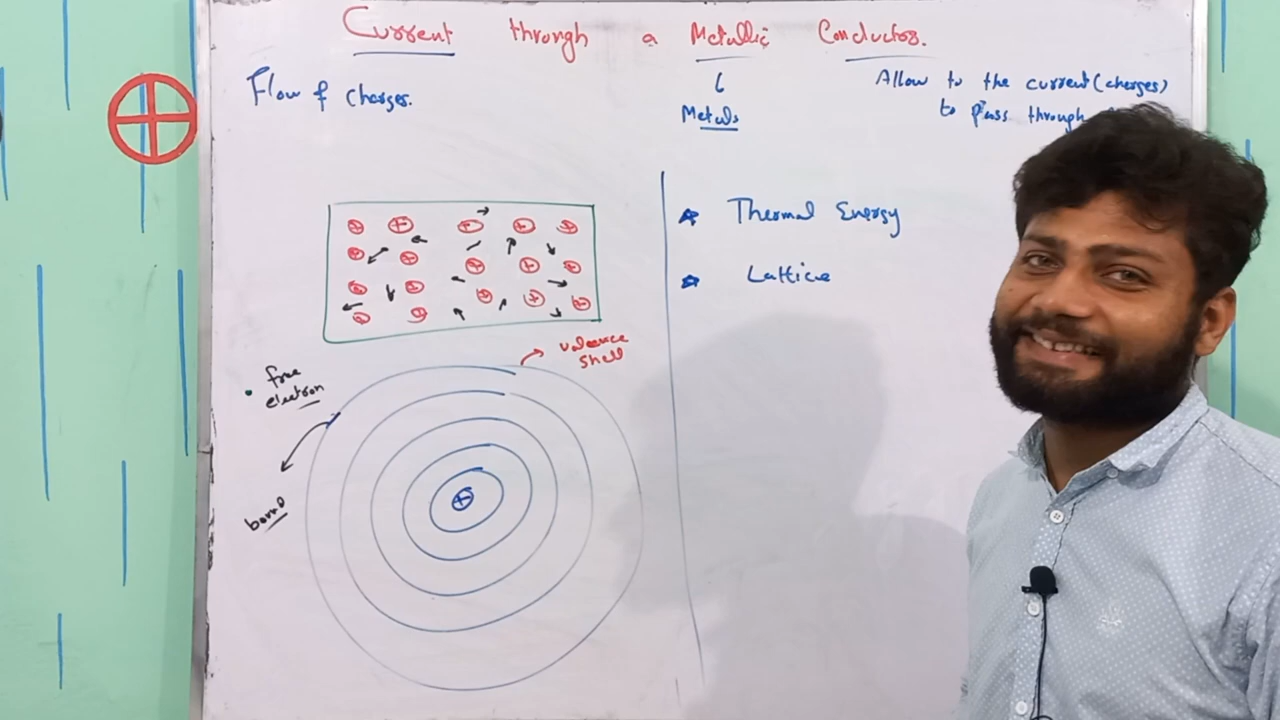 Current through a Metallic Conductor.
Flow of charges.
Metals
Allow to the current (charges)
to pass through
Thermal Energy
Lattice
valence
shell
free
electron
bond